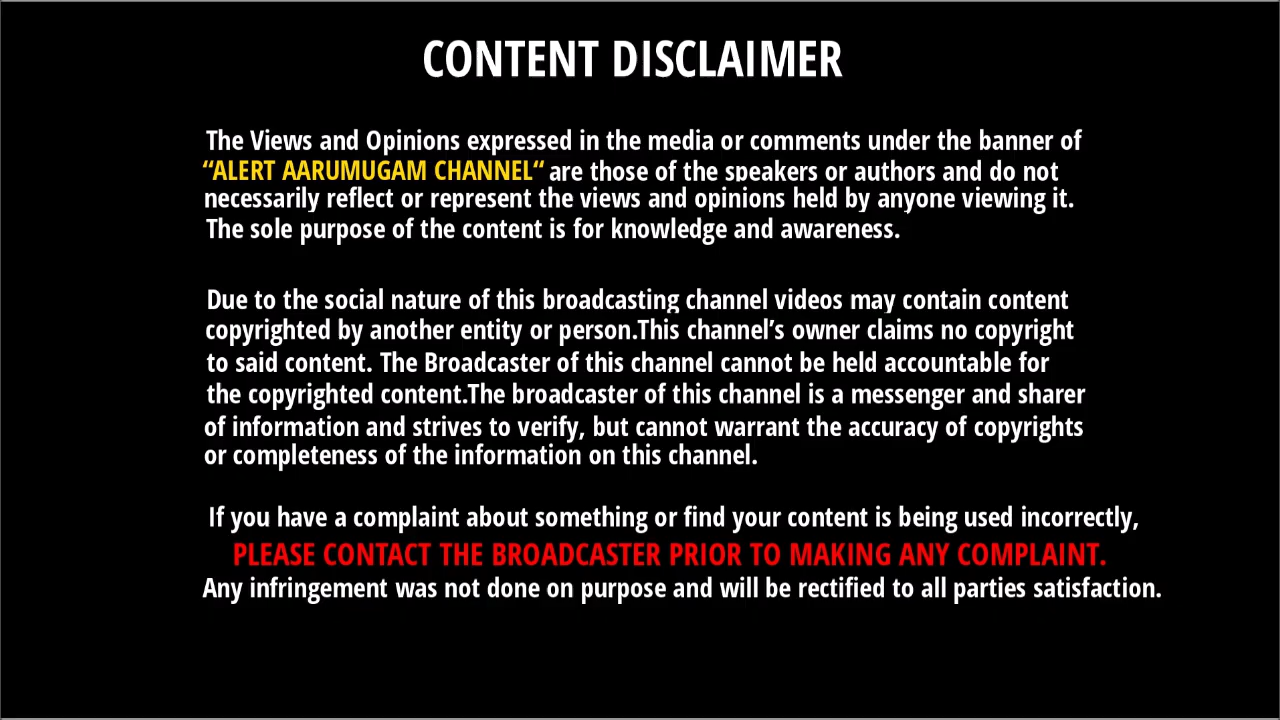 CONTENT DISCLAIMER
The Views and Opinions expressed in the media or comments under the banner of
“ALERT AARUMUGAM CHANNEL“ are those of the speakers or authors and do not
necessarily reflect or represent the views and opinions held by anyone viewing it.
The sole purpose of the content is for knowledge and awareness.
Due to the social nature of this broadcasting channel videos may contain content
copyrighted by another entity or person.This channel’s owner claims no copyright
to said content. The Broadcaster of this channel cannot be held accountable for
the copyrighted content.The broadcaster of this channel is a messenger and sharer
of information and strives to verify, but cannot warrant the accuracy of copyrights
or completeness of the information on this channel.
If you have a complaint about something or find your content is being used incorrectly,
PLEASE CONTACT THE BROADCASTER PRIOR TO MAKING ANY COMPLAINT.
Any infringement was not done on purpose and will be rectified to all parties satisfaction.